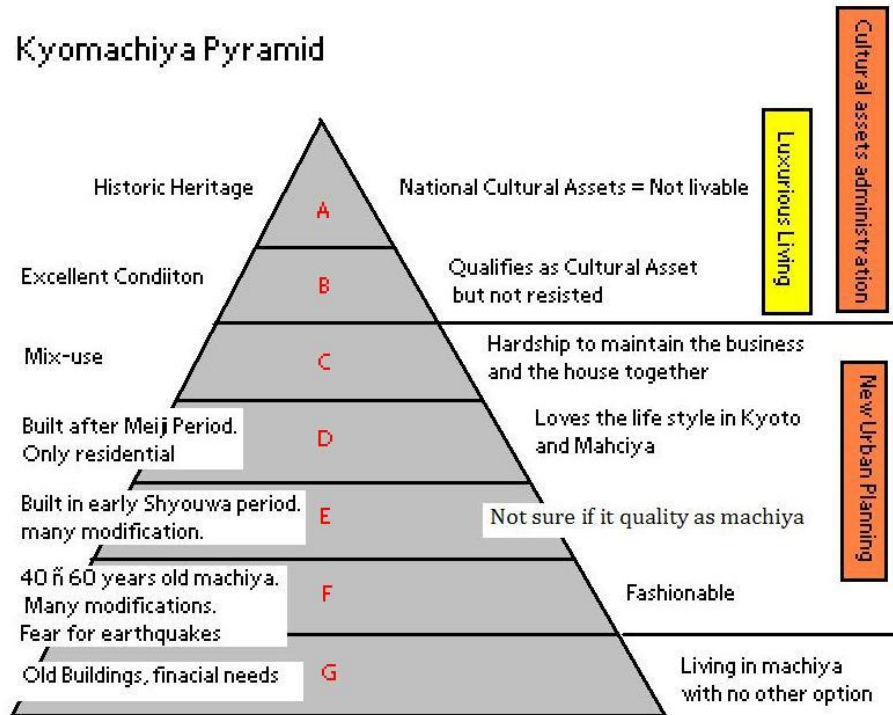 Kyomachiya Pyramid
Cultural assets administration
Luxurious Living
Historic Heritage
A
National Cultural Assets = Not livable
Excellent Condiiton
B
Qualifies as Cultural Asset
but not resisted
Mix-use
C
Hardship to maintain the business
and the house together
New Urban Planning
Built after Meiji Period.
Only residential
D
Loves the life style in Kyoto
and Mahciya
Built in early Shyouwa period.
many modification.
E
Not sure if it quality as machiya
40 ñ 60 years old machiya.
Many modifications.
Fear for earthquakes
F
Fashionable
Old Buildings, finacial needs
G
Living in machiya
with no other option